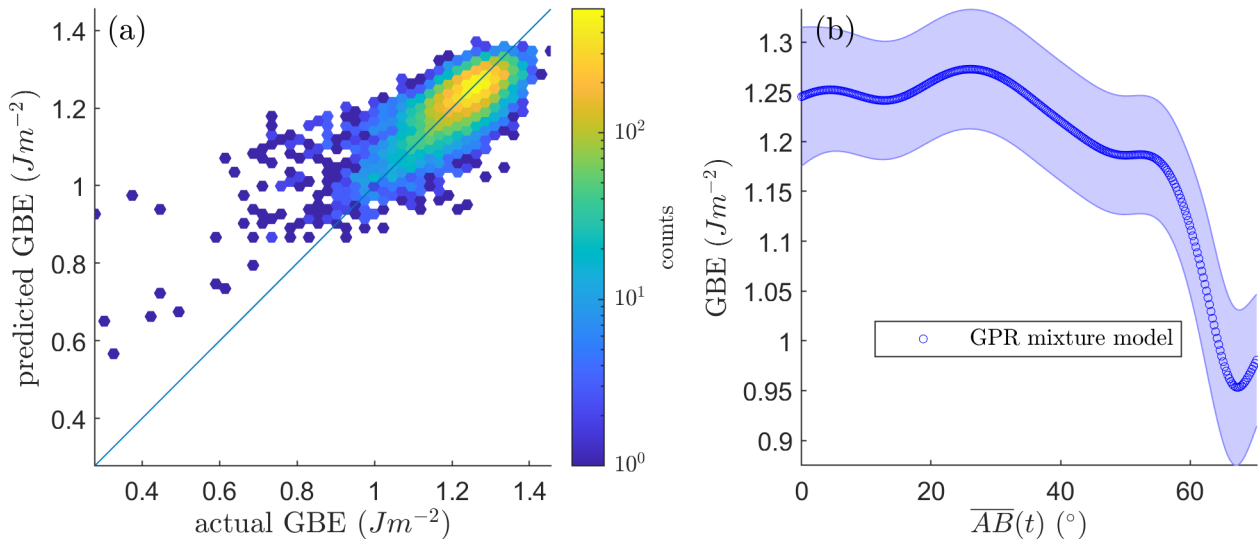 (a)
1.4
1.2
1
0.8
0.6
0.4
predicted GBE (Jm⁻²)
0.4 0.6 0.8 1 1.2 1.4
actual GBE (Jm⁻²)
10²
10¹
10⁰
counts
(b)
1.3
1.25
1.2
1.15
1.1
1.05
1
0.95
0.9
GBE (Jm⁻²)
GPR mixture model
0 20 40 60
A̅B̅(t) (°)